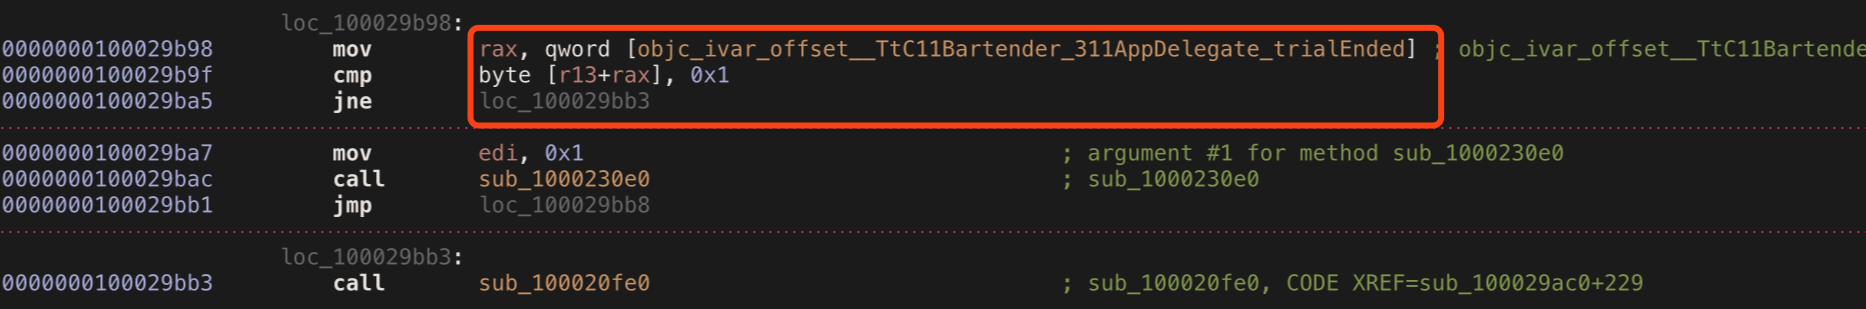 loc_100029b98:
0000000100029b98 mov rax, qword [objc_ivar_offset__TtC11Bartender_311AppDelegate_trialEnded] ; objc_ivar_offset__TtC11Bartende
0000000100029b9f cmp byte [r13+rax], 0x1
0000000100029ba5 jne loc_100029bb3
0000000100029ba7 mov edi, 0x1 ; argument #1 for method sub_1000230e0
0000000100029bac call sub_1000230e0 ; sub_1000230e0
0000000100029bb1 jmp loc_100029bb8
loc_100029bb3:
0000000100029bb3 call sub_100020fe0 ; sub_100020fe0, CODE XREF=sub_100029ac0+229